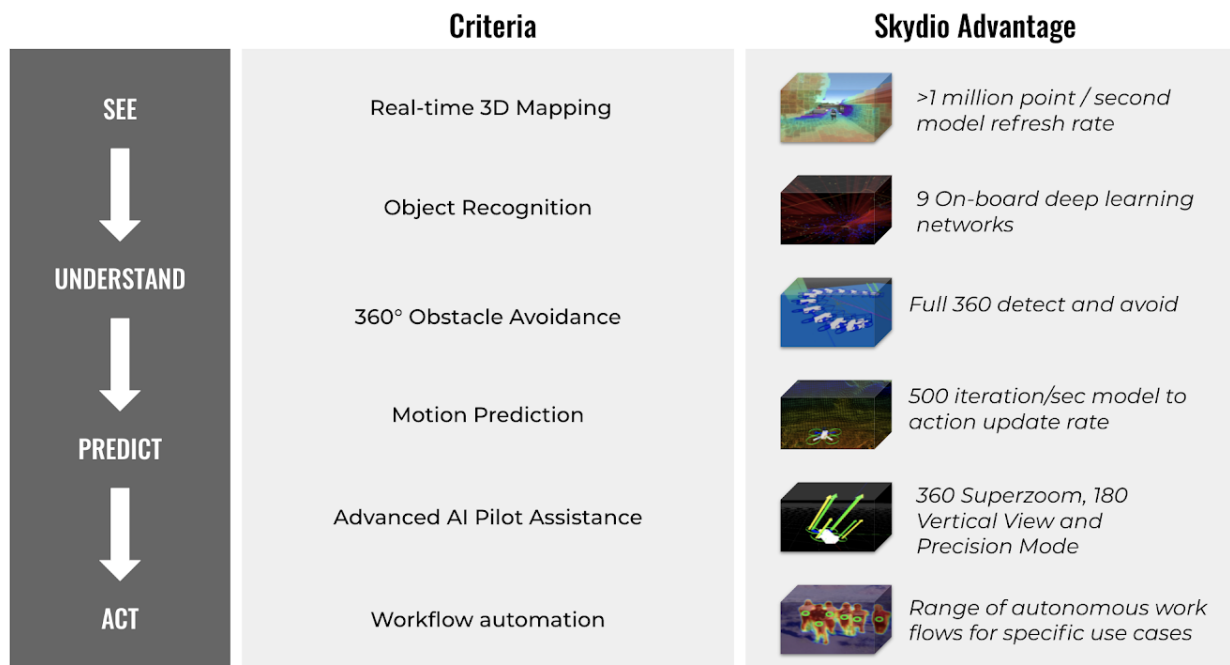 Criteria
Skydio Advantage
SEE
Real-time 3D Mapping
>1 million point / second
model refresh rate
Object Recognition
9 On-board deep learning
networks
UNDERSTAND
360° Obstacle Avoidance
Full 360 detect and avoid
Motion Prediction
500 iteration/sec model to
action update rate
PREDICT
Advanced AI Pilot Assistance
360 Superzoom, 180
Vertical View and
Precision Mode
ACT
Workflow automation
Range of autonomous work
flows for specific use cases